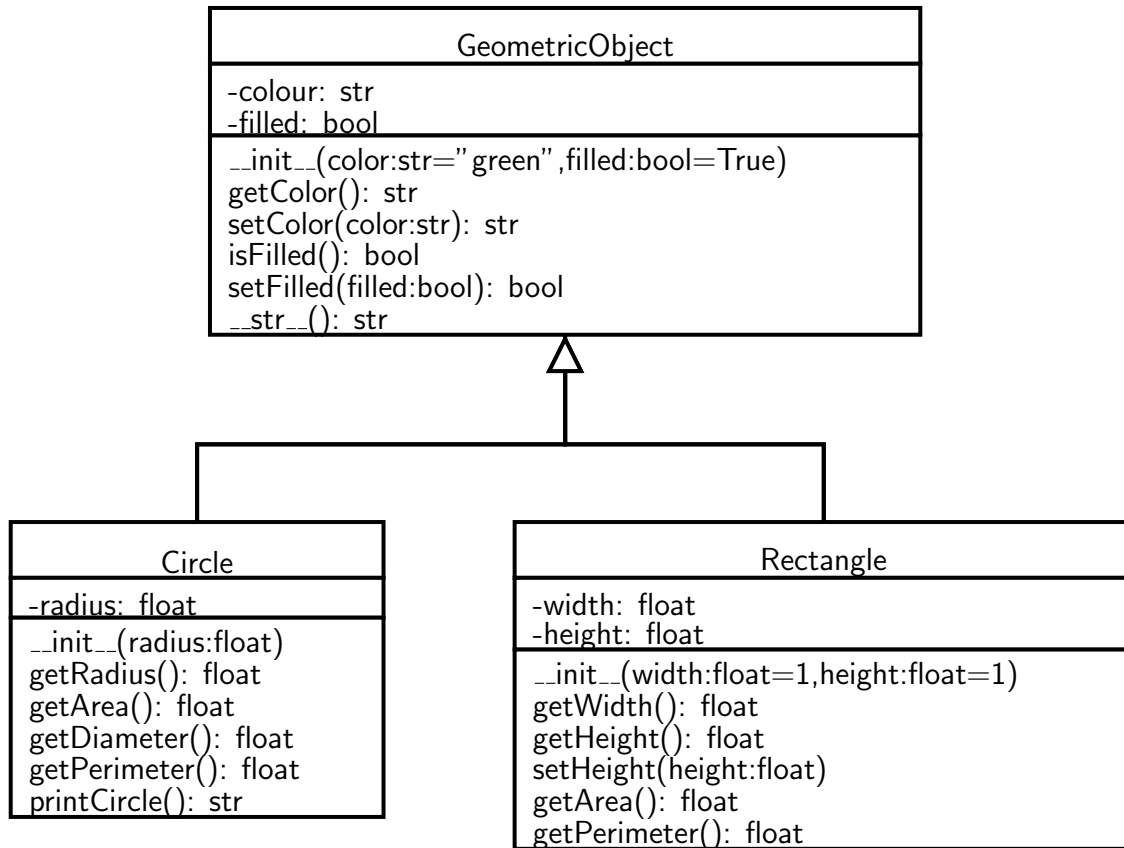 GeometricObject
-colour: str
-filled: bool
__init__(color:str="green",filled:bool=True)
getColor(): str
setColor(color:str): str
isFilled(): bool
setFilled(filled:bool): bool
__str__(): str
Circle
-radius: float
__init__(radius:float)
getRadius(): float
getArea(): float
getDiameter(): float
getPerimeter(): float
printCircle(): str
Rectangle
-width: float
-height: float
__init__(width:float=1,height:float=1)
getWidth(): float
getHeight(): float
setHeight(height:float)
getArea(): float
getPerimeter(): float